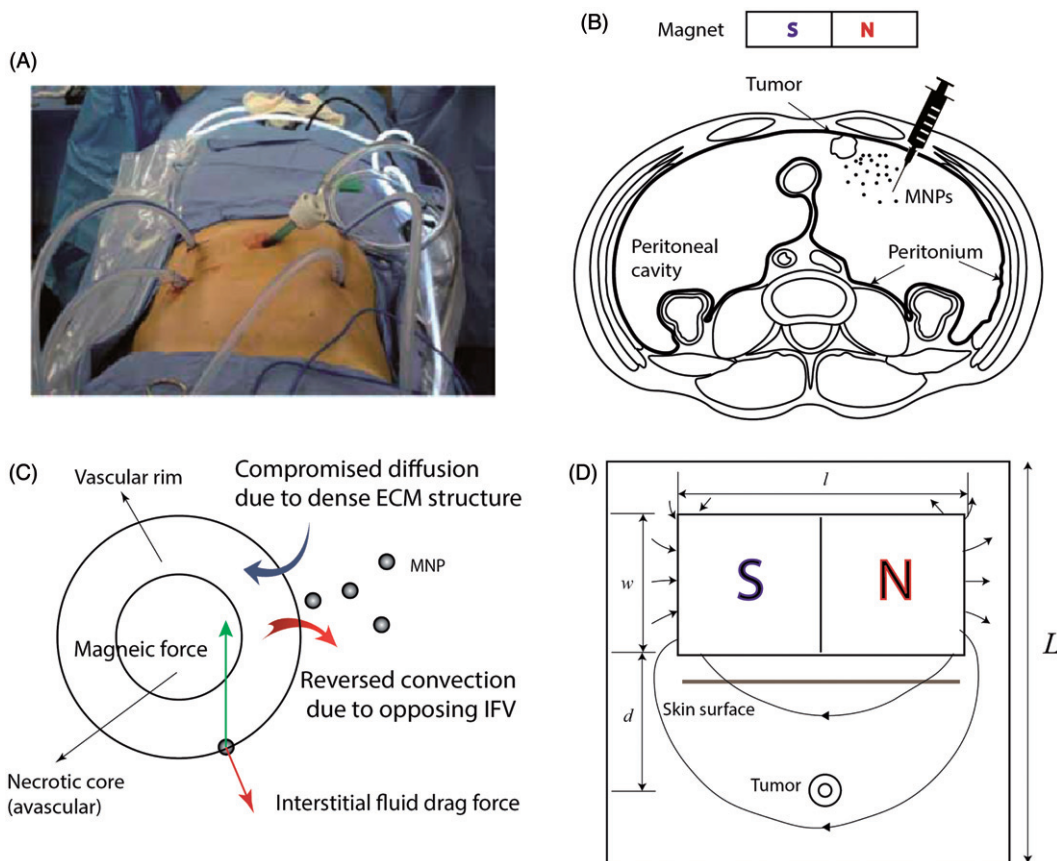 (A)
(B)
Magnet
S
N
Tumor
MNPs
Peritoneal
cavity
Peritonium
(C)
Vascular rim
Compromised diffusion
due to dense ECM structure
MNP
Magneic force
Reversed convection
due to opposing IFV
Necrotic core
(avascular)
Interstitial fluid drag force
(D)
l
w
S
N
L
d
Skin surface
Tumor